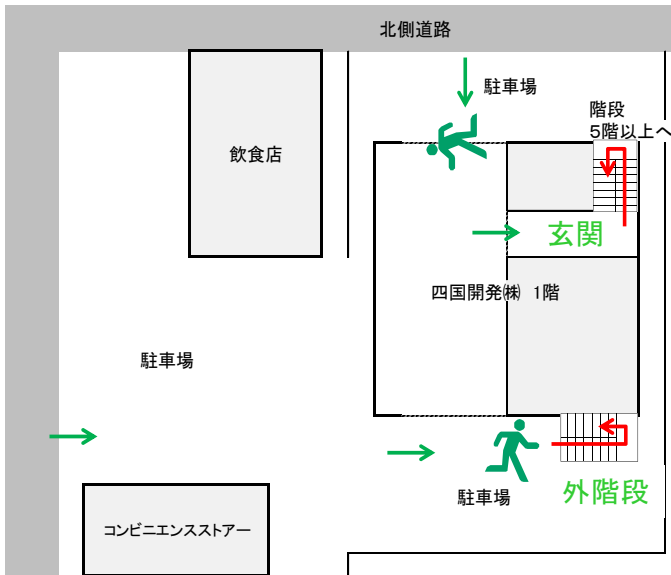 北側道路
駐車場
階段
5階以上へ
飲食店
玄関
四国開発㈱ 1階
駐車場
駐車場
外階段
コンビニエンスストアー